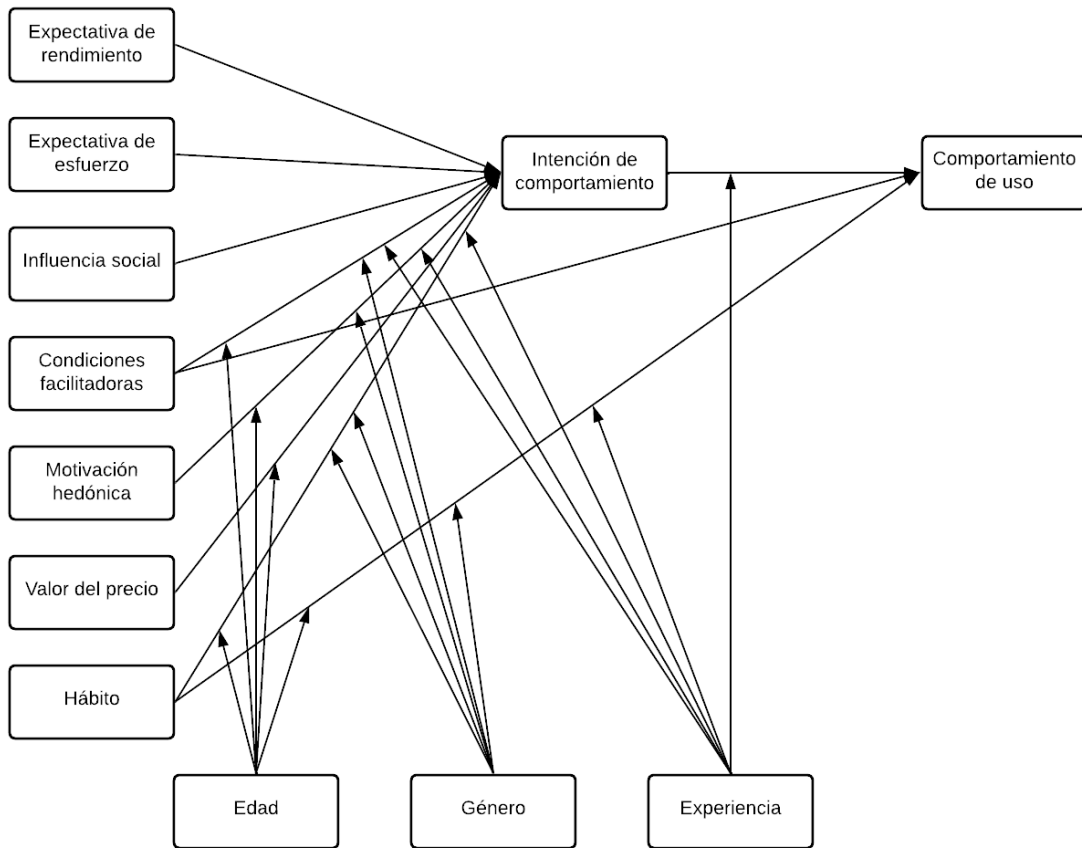 Expectativa de
rendimiento
Expectativa de
esfuerzo
Intención de
comportamiento
Comportamiento
de uso
Influencia social
Condiciones
facilitadoras
Motivación
hedónica
Valor del precio
Hábito
Edad
Género
Experiencia